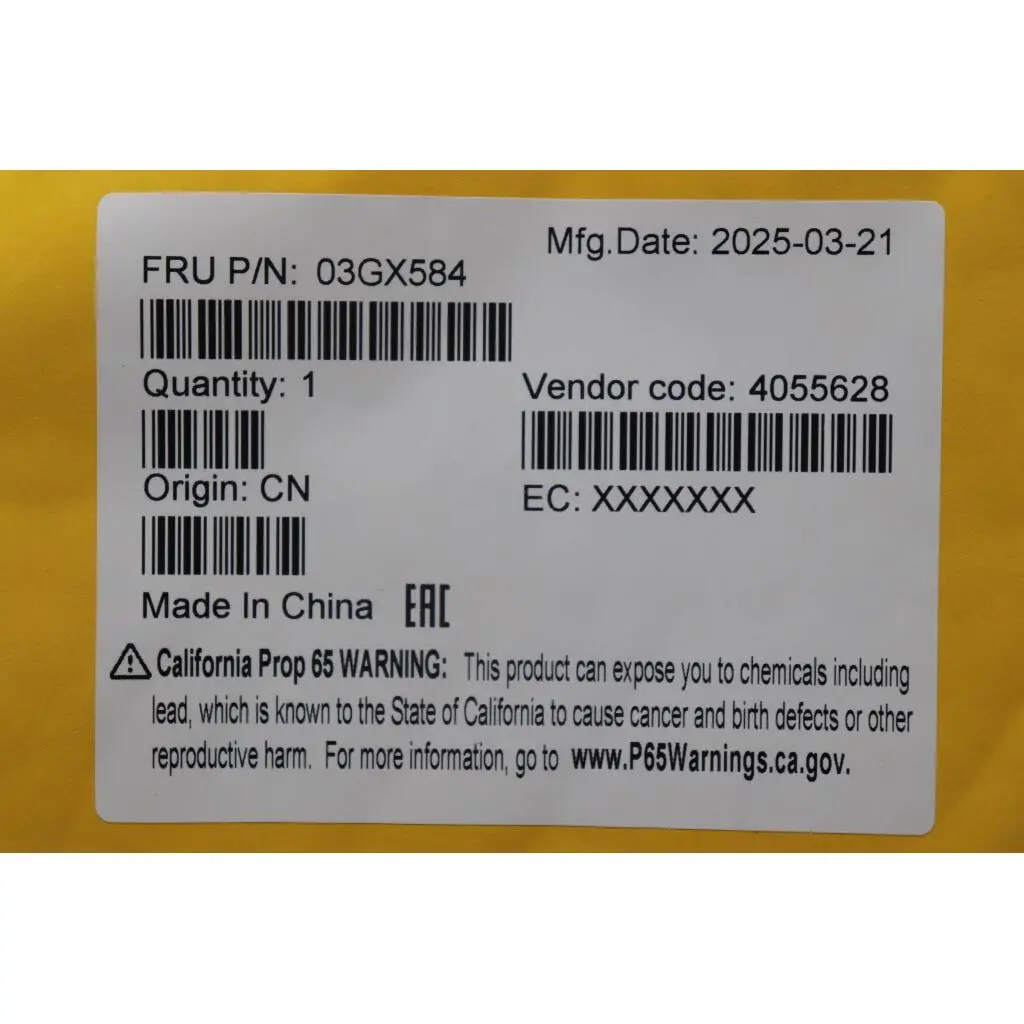 Mfg.Date: 2025-03-21
FRU P/N: 03GX584
Quantity: 1
Vendor code: 4055628
Origin: CN
EC: XXXXXXX
Made In China EAC
California Prop 65 WARNING: This product can expose you to chemicals including
lead, which is known to the State of California to cause cancer and birth defects or other
reproductive harm. For more information, go to www.P65Warnings.ca.gov.